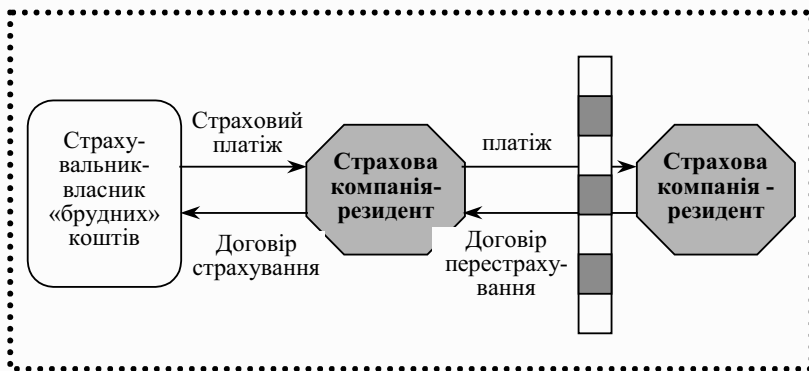 Страху-
вальник-
власник
«брудних»
коштів
Страховий
платіж
Договір
страхування
Страхова
компанія-
резидент
платіж
Договір
перестраху-
вання
Страхова
компанія -
резидент